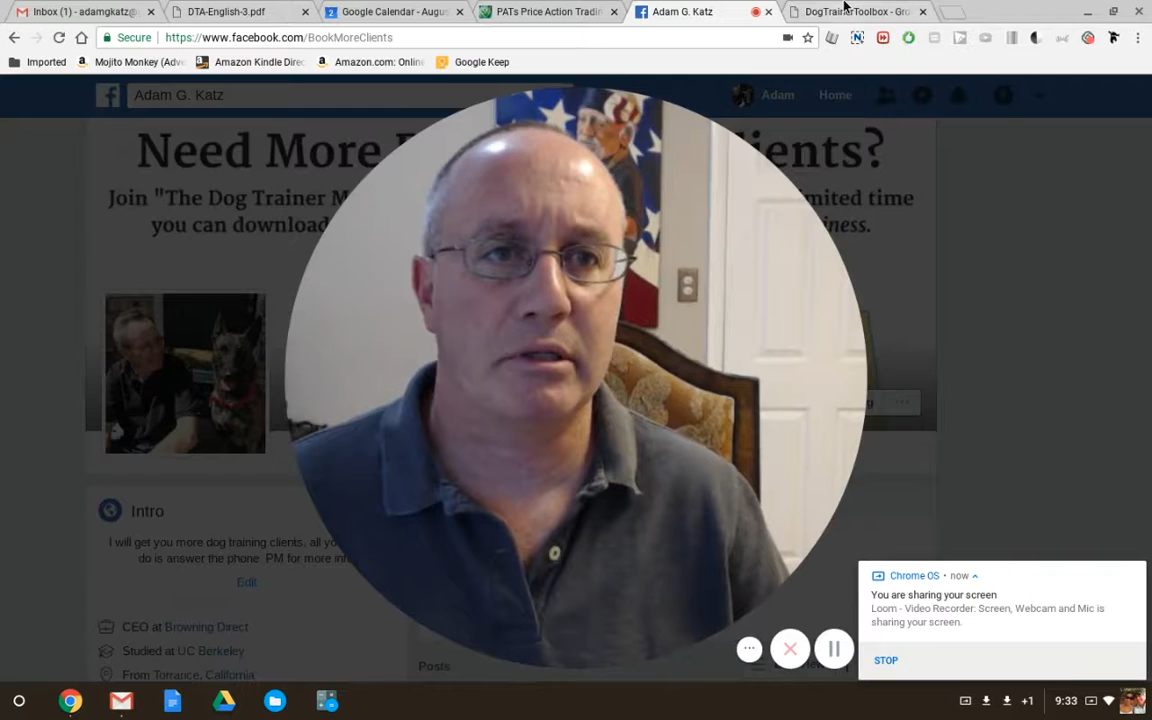 Inbox (1) - adamgkatz@
DTA-English-3.pdf
Google Calendar - Augus
PATs Price Action Tradin
Adam G. Katz
DogTrainerToolbox - Gro
Secure
https://www.facebook.com/BookMoreClients
Imported
Mojito Monkey (Adve
Amazon Kindle Direc
Amazon.com: Online
Google Keep
Adam G. Katz
Adam
Home
Need More
ients?
Join "The Dog Trainer M
imited time
you can download
iness.
Intro
I will get you more dog training clients, all yo
do is answer the phone. PM for more inf
Edit
CEO at Browning Direct
Studied at UC Berkeley
From Torrance, California
Posts
Chrome OS • now
You are sharing your screen
Loom - Video Recorder: Screen, Webcam and Mic is
sharing your screen.
STOP
+1
9:33